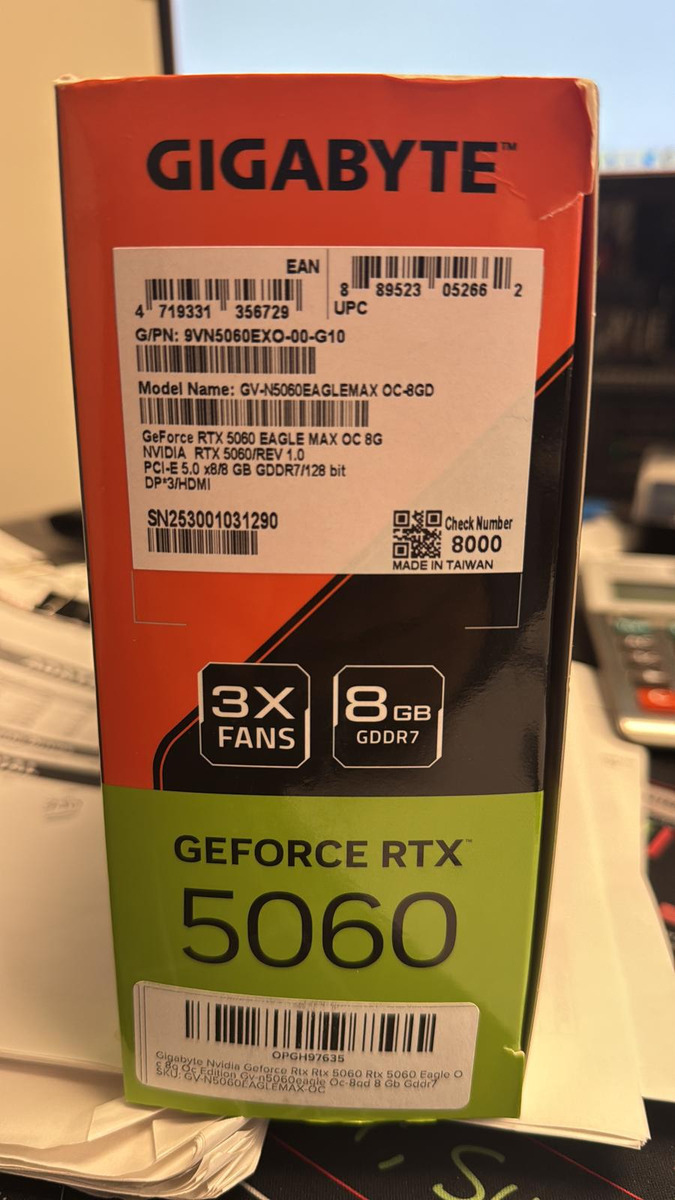 GIGABYTE™
EAN
4 719331 356729
8 89523 05266 2
UPC
G/PN: 9VN5060EXO-00-G10
Model Name: GV-N5060EAGLEMAX OC-8GD
GeForce RTX 5060 EAGLE MAX OC 8G
NVIDIA RTX 5060/REV 1.0
PCI-E 5.0 x8/8 GB GDDR7/128 bit
DP*3/HDMI
SN253001031290
Check Number
8000
MADE IN TAIWAN
3X
FANS
8GB
GDDR7
GEFORCE RTX™
5060
OPGH97635
Gigabyte Nvidia Geforce Rtx Rtx 5060 Rtx 5060 Eagle O
c 8g Oc Edition Gv-n5060eagle Oc-8gd 8 Gb Gddr7
SKU: GV-N5060EAGLEMAX-OC